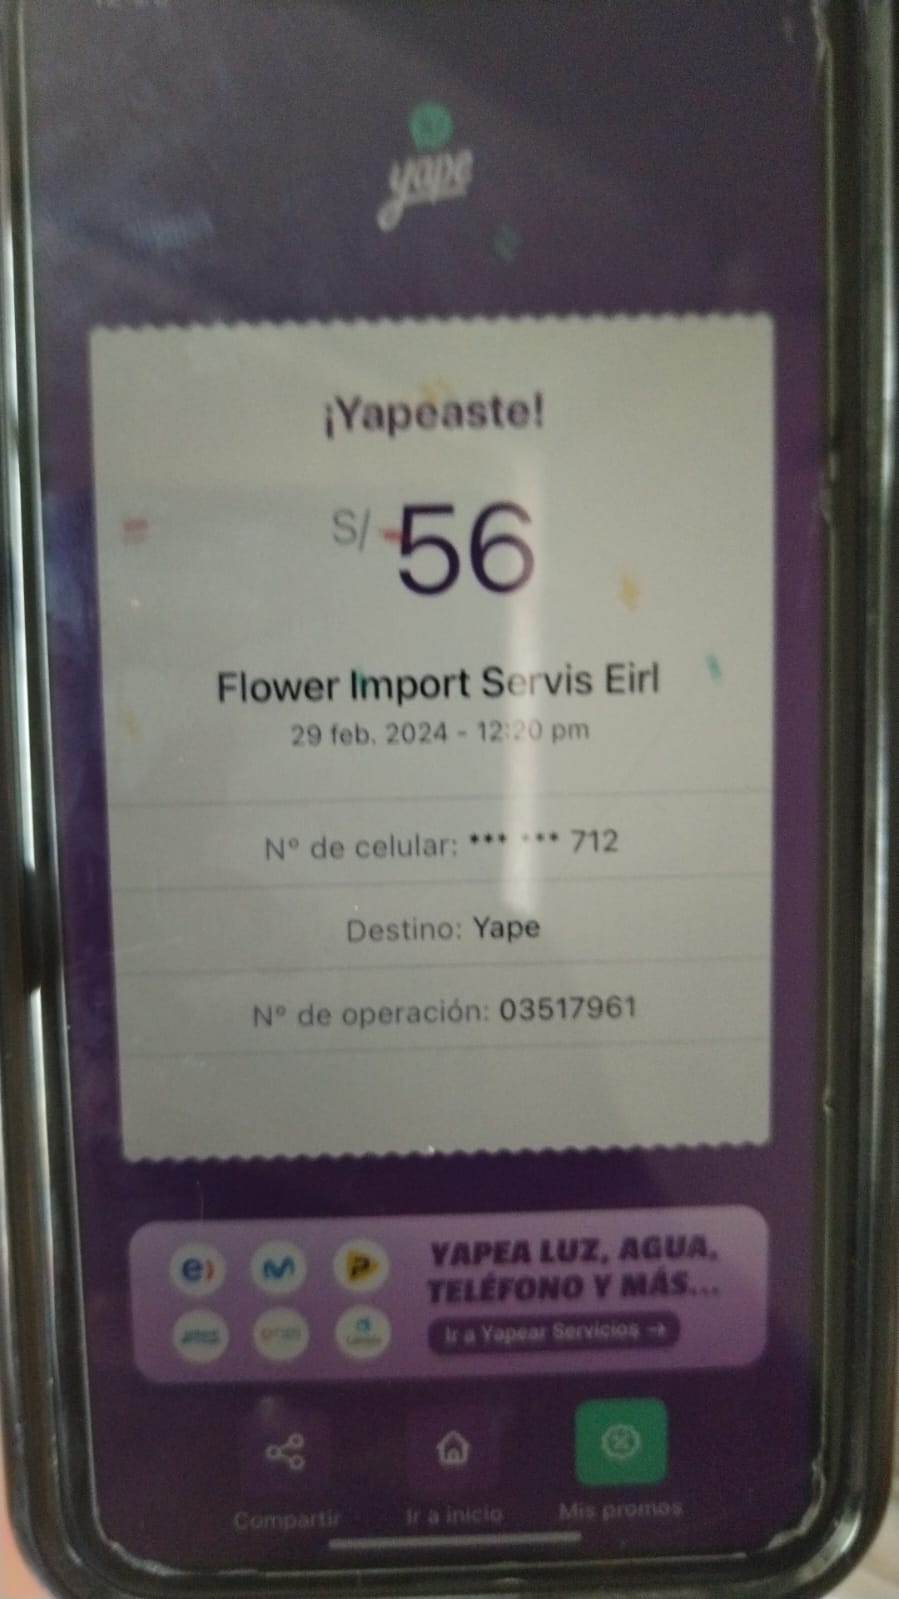 yape
¡Yapeaste!
S/ 56
Flower Import Servis Eirl
29 feb. 2024 - 12:20 pm
N° de celular: *** *** 712
Destino: Yape
N° de operación: 03517961
YAPEA LUZ, AGUA,
TELÉFONO Y MÁS...
Ir a Yapear Servicios →
Compartir
Ir a inicio
Mis promos